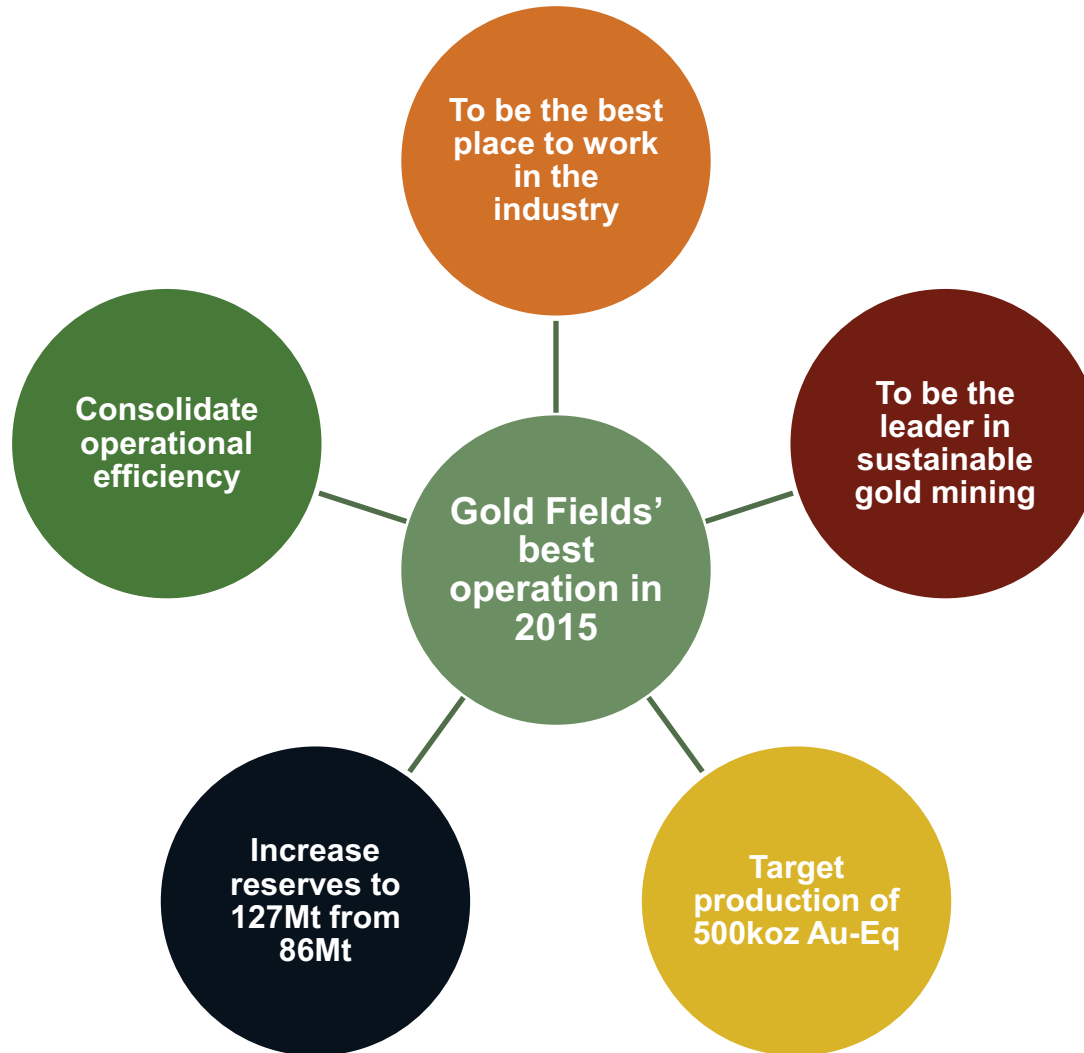 To be the best
place to work
in the
industry
To be the
leader in
sustainable
gold mining
Target
production of
500koz Au-Eq
Increase
reserves to
127Mt from
86Mt
Consolidate
operational
efficiency
Gold Fields’
best
operation in
2015